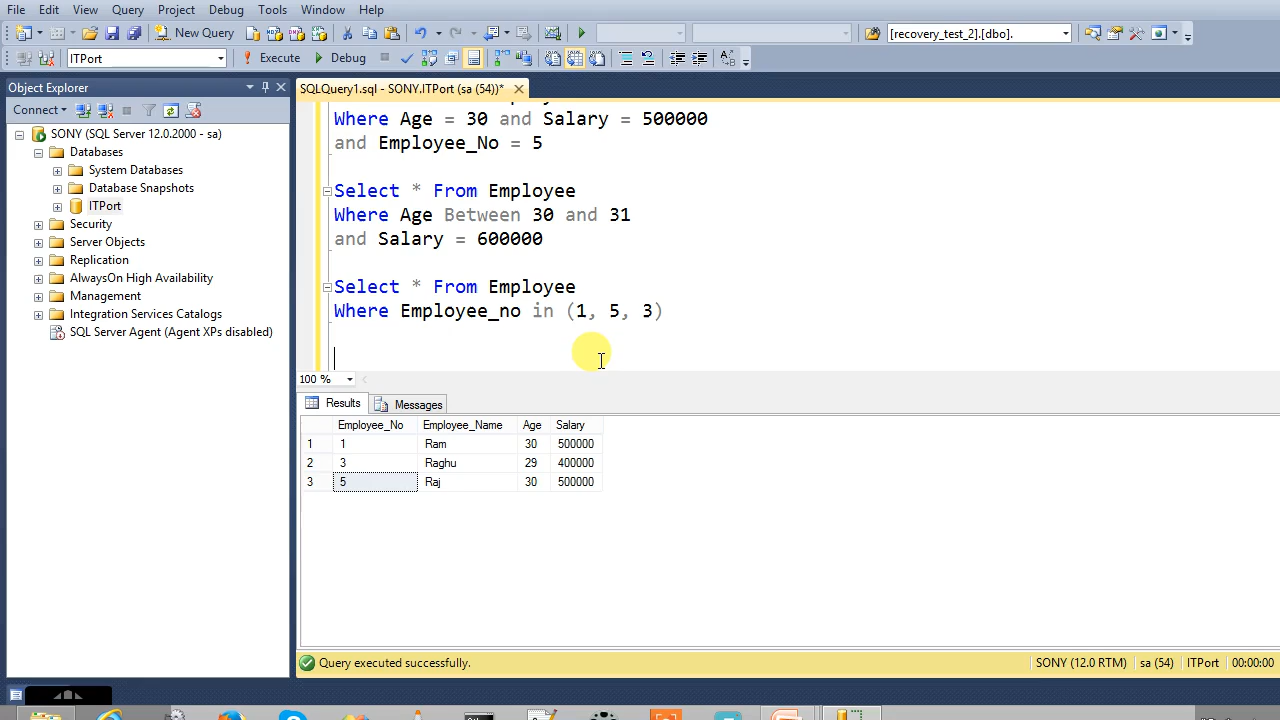 File Edit View Query Project Debug Tools Window Help
New Query [recovery_test_2].[dbo].
ITPort Execute Debug
Object Explorer
Connect
SONY (SQL Server 12.0.2000 - sa)
Databases
System Databases
Database Snapshots
ITPort
Security
Server Objects
Replication
AlwaysOn High Availability
Management
Integration Services Catalogs
SQL Server Agent (Agent XPs disabled)
SQLQuery1.sql - SONY.ITPort (sa (54))*
Where Age = 30 and Salary = 500000
and Employee_No = 5
Select * From Employee
Where Age Between 30 and 31
and Salary = 600000
Select * From Employee
Where Employee_no in (1, 5, 3)
100 %
Results Messages
Employee_No Employee_Name Age Salary
1 1 Ram 30 500000
2 3 Raghu 29 400000
3 5 Raj 30 500000
Query executed successfully. SONY (12.0 RTM) sa (54) ITPort 00:00:00